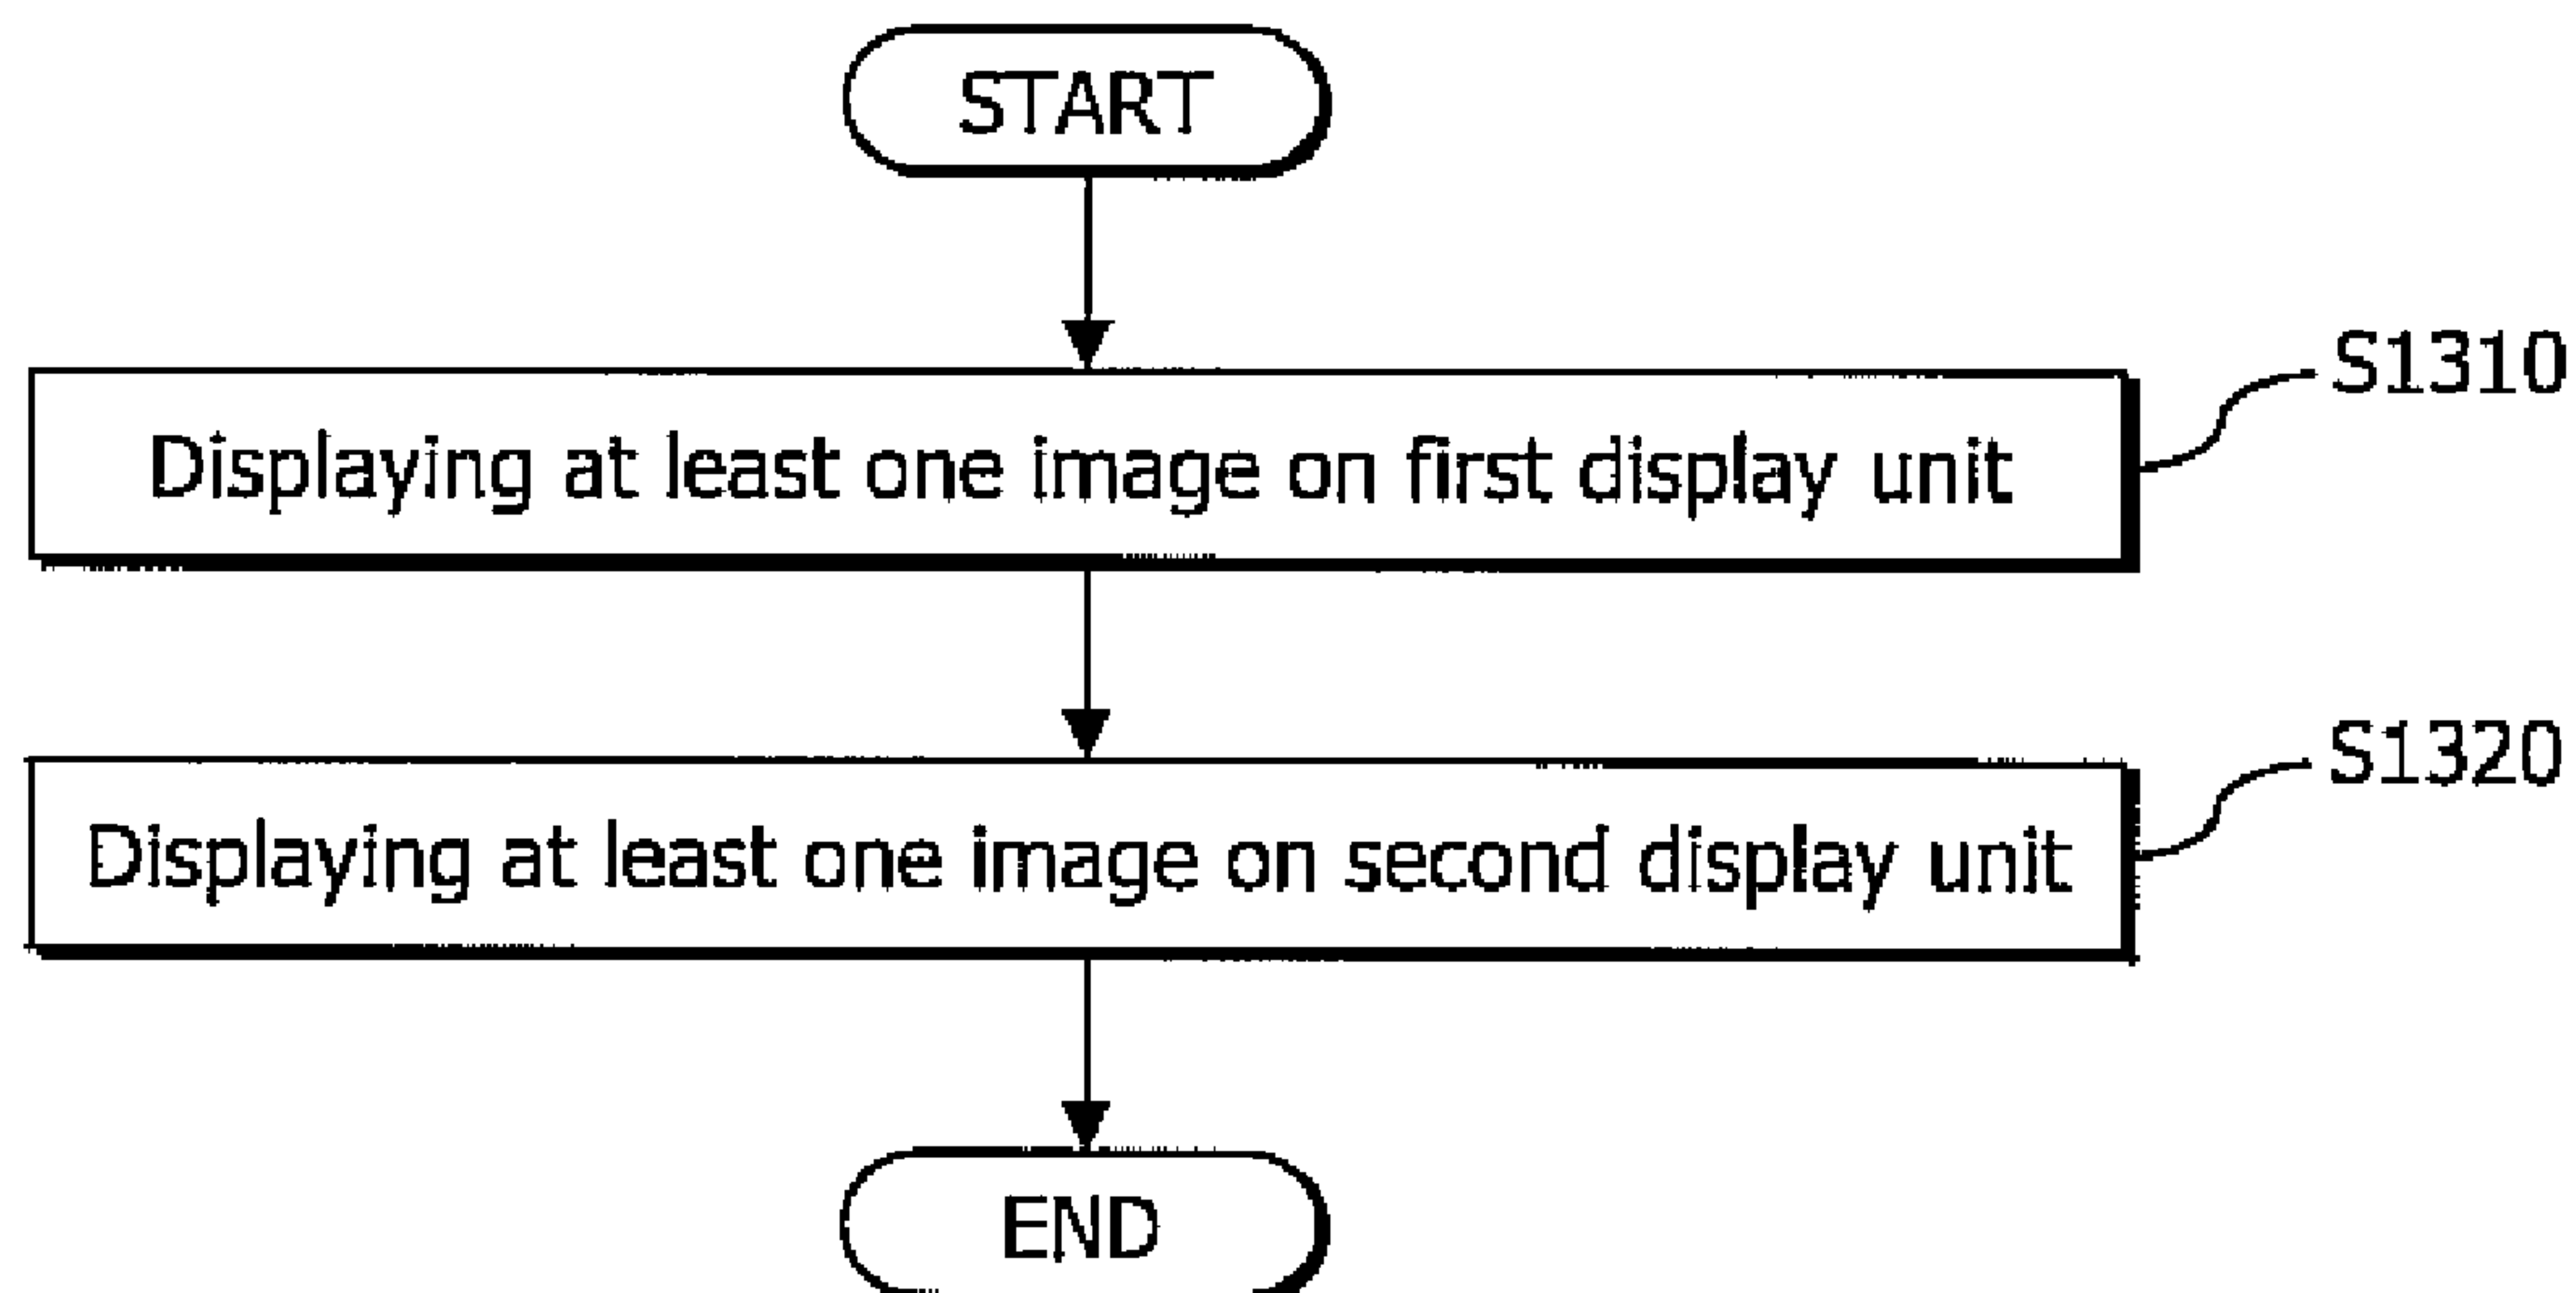 START
S1310
Displaying at least one image on first display unit
S1320
Displaying at least one image on second display unit
END